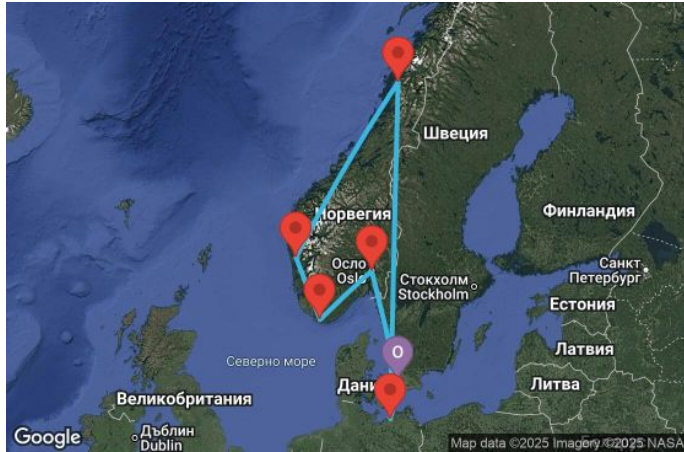 Швеция
Норвегия
Финландия
Осло
Oslo
Санкт
Петербург
Стокхолм
Stockholm
Естония
Северно море
Латвия
O
Дани
Литва
Великобритания
Дъблин
Dublin
Google
Map data ©2025 Imagery ©2025 NASA